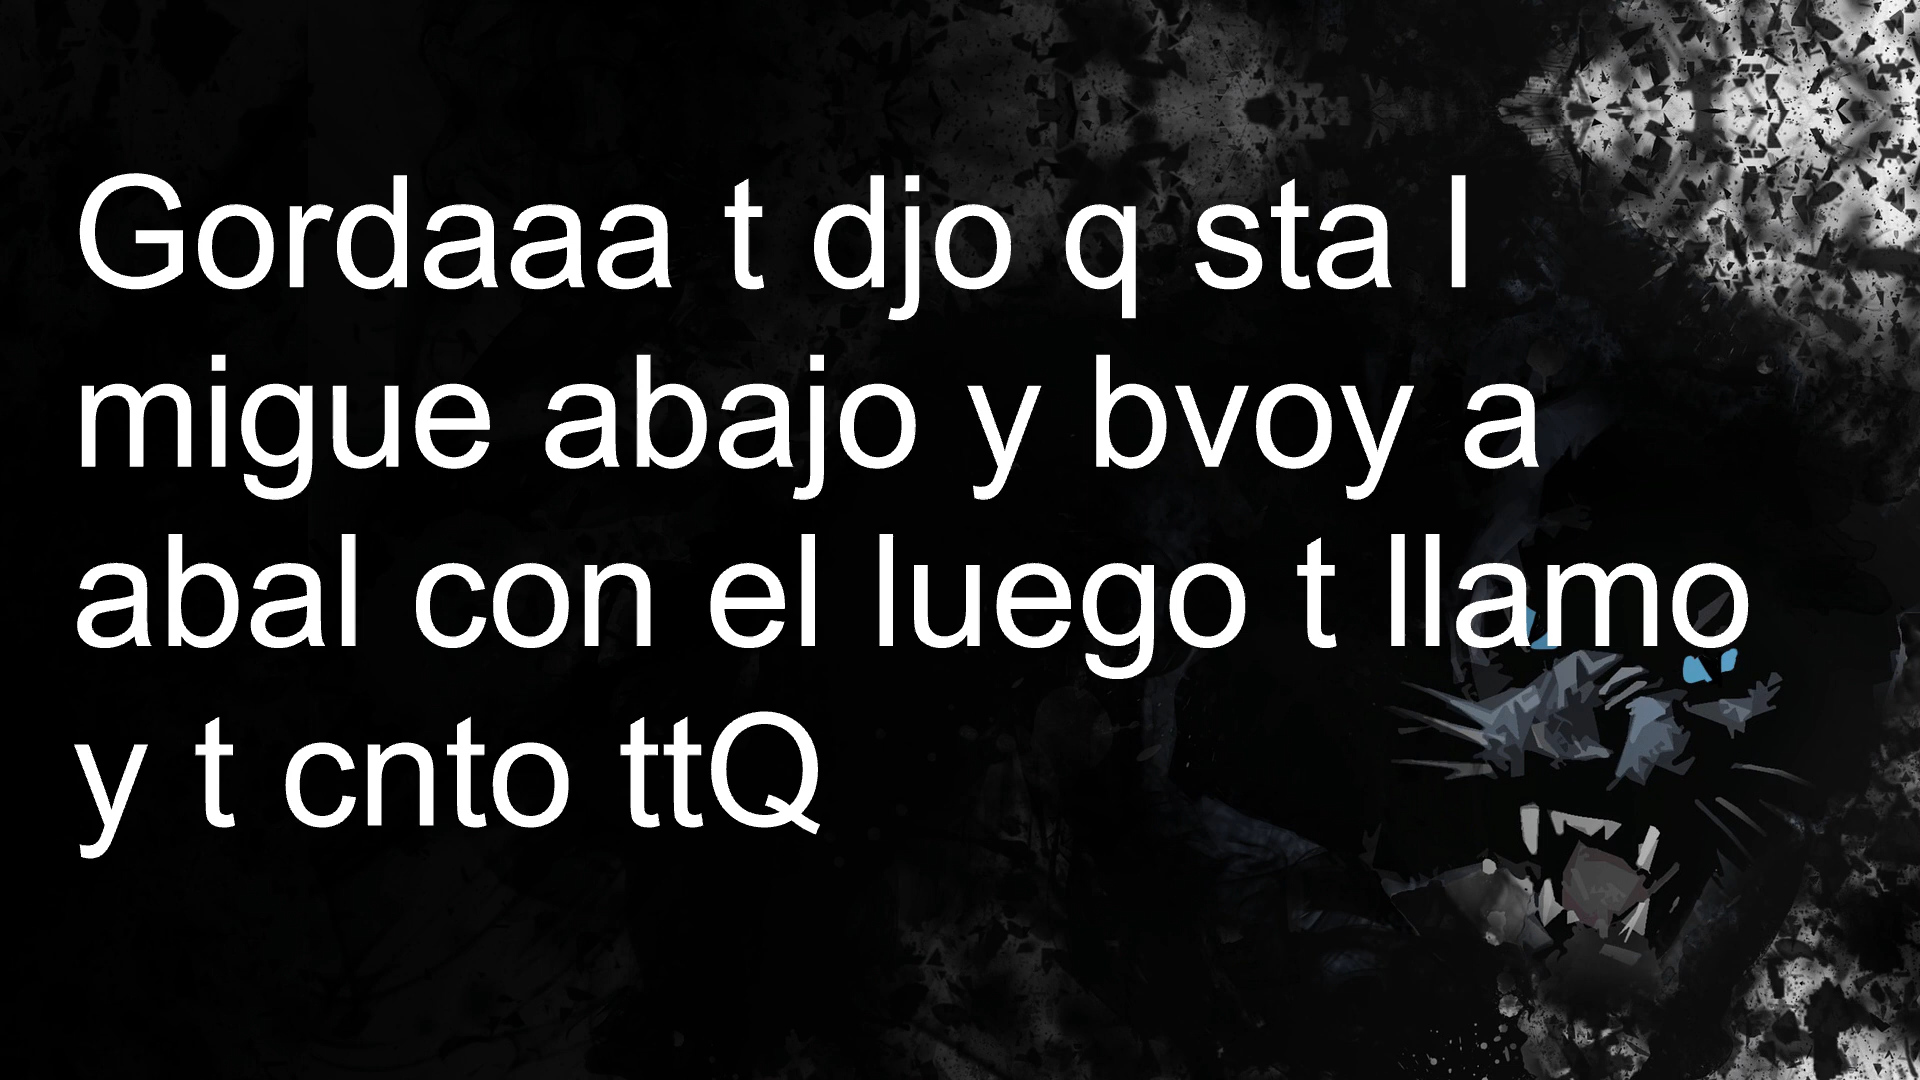 Gordaaa t djo q sta l
migue abajo y bvoy a
abal con el luego t llamo
y t cnto ttQ